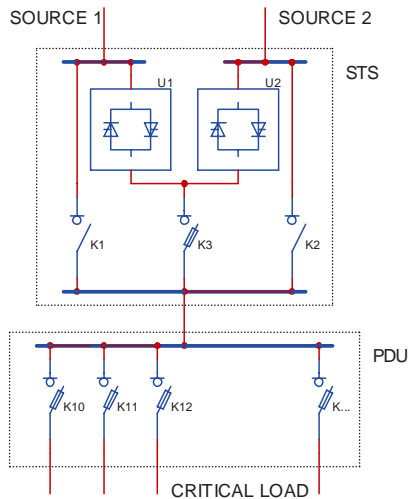 SOURCE 1 SOURCE 2
STS
U1 U2
K1 K3 K2
PDU
K10 K11 K12 K...
CRITICAL LOAD